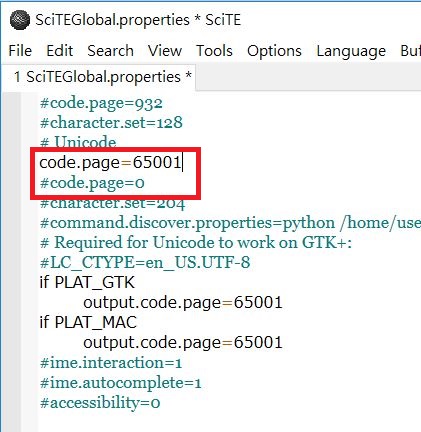 SciTEGlobal.properties * SciTE
File Edit Search View Tools Options Language Buf
1 SciTEGlobal.properties *
#code.page=932
#character.set=128
# Unicode
code.page=65001
#code.page=0
#character.set=204
#command.discover.properties=python /home/use
# Required for Unicode to work on GTK+:
#LC_CTYPE=en_US.UTF-8
if PLAT_GTK
output.code.page=65001
if PLAT_MAC
output.code.page=65001
#ime.interaction=1
#ime.autocomplete=1
#accessibility=0